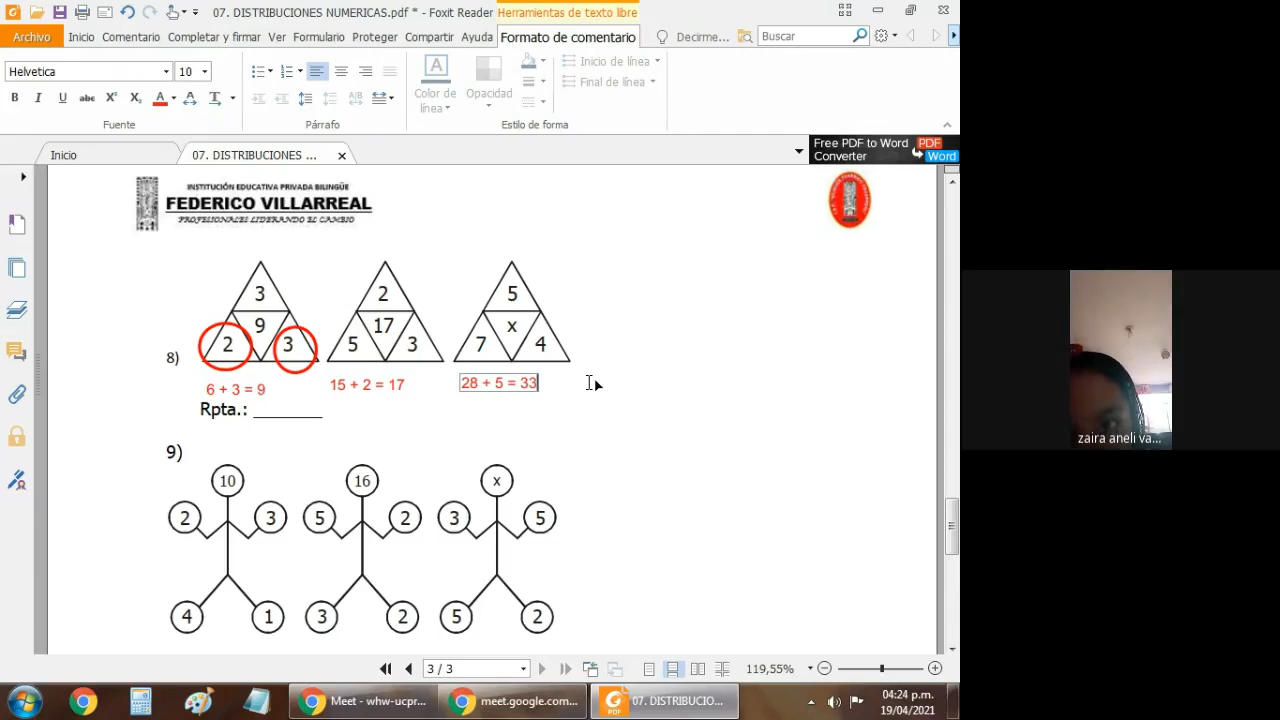 07. DISTRIBUCIONES NUMERICAS.pdf * - Foxit Reader
Herramientas de texto libre
Archivo Inicio Comentario Completar y firmar Ver Formulario Proteger Compartir Ayuda Formato de comentario Decirme... Buscar
Helvetica 10
Color de línea
Opacidad
Inicio de línea
Final de línea
Fuente Párrafo Estilo de forma
Inicio 07. DISTRIBUCIONES ...
Free PDF to Word Converter
PDF
Word
INSTITUCIÓN EDUCATIVA PRIVADA BILINGÜE
FEDERICO VILLARREAL
PROFESIONALES LIDERANDO EL CAMBIO
3 2 5
9 17 x
2 3 5 3 7 4
8)
6 + 3 = 9 15 + 2 = 17 28 + 5 = 33
Rpta.: _______
9)
10 16 x
2 3 5 2 3 5
4 1 3 2 5 2
zaira aneli va...
3 / 3
119,55%
Meet - whw-ucpr...
meet.google.com...
07. DISTRIBUCIO...
04:24 p.m.
19/04/2021